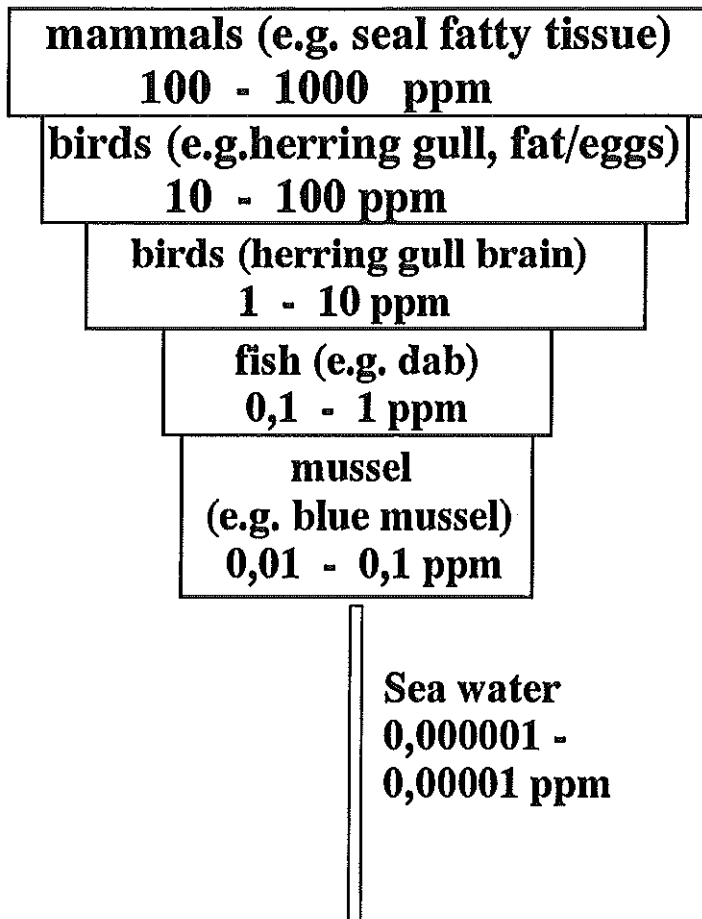 mammals (e.g. seal fatty tissue)
100 - 1000 ppm
birds (e.g.herring gull, fat/eggs)
10 - 100 ppm
birds (herring gull brain)
1 - 10 ppm
fish (e.g. dab)
0,1 - 1 ppm
mussel
(e.g. blue mussel)
0,01 - 0,1 ppm
Sea water
0,000001 -
0,00001 ppm